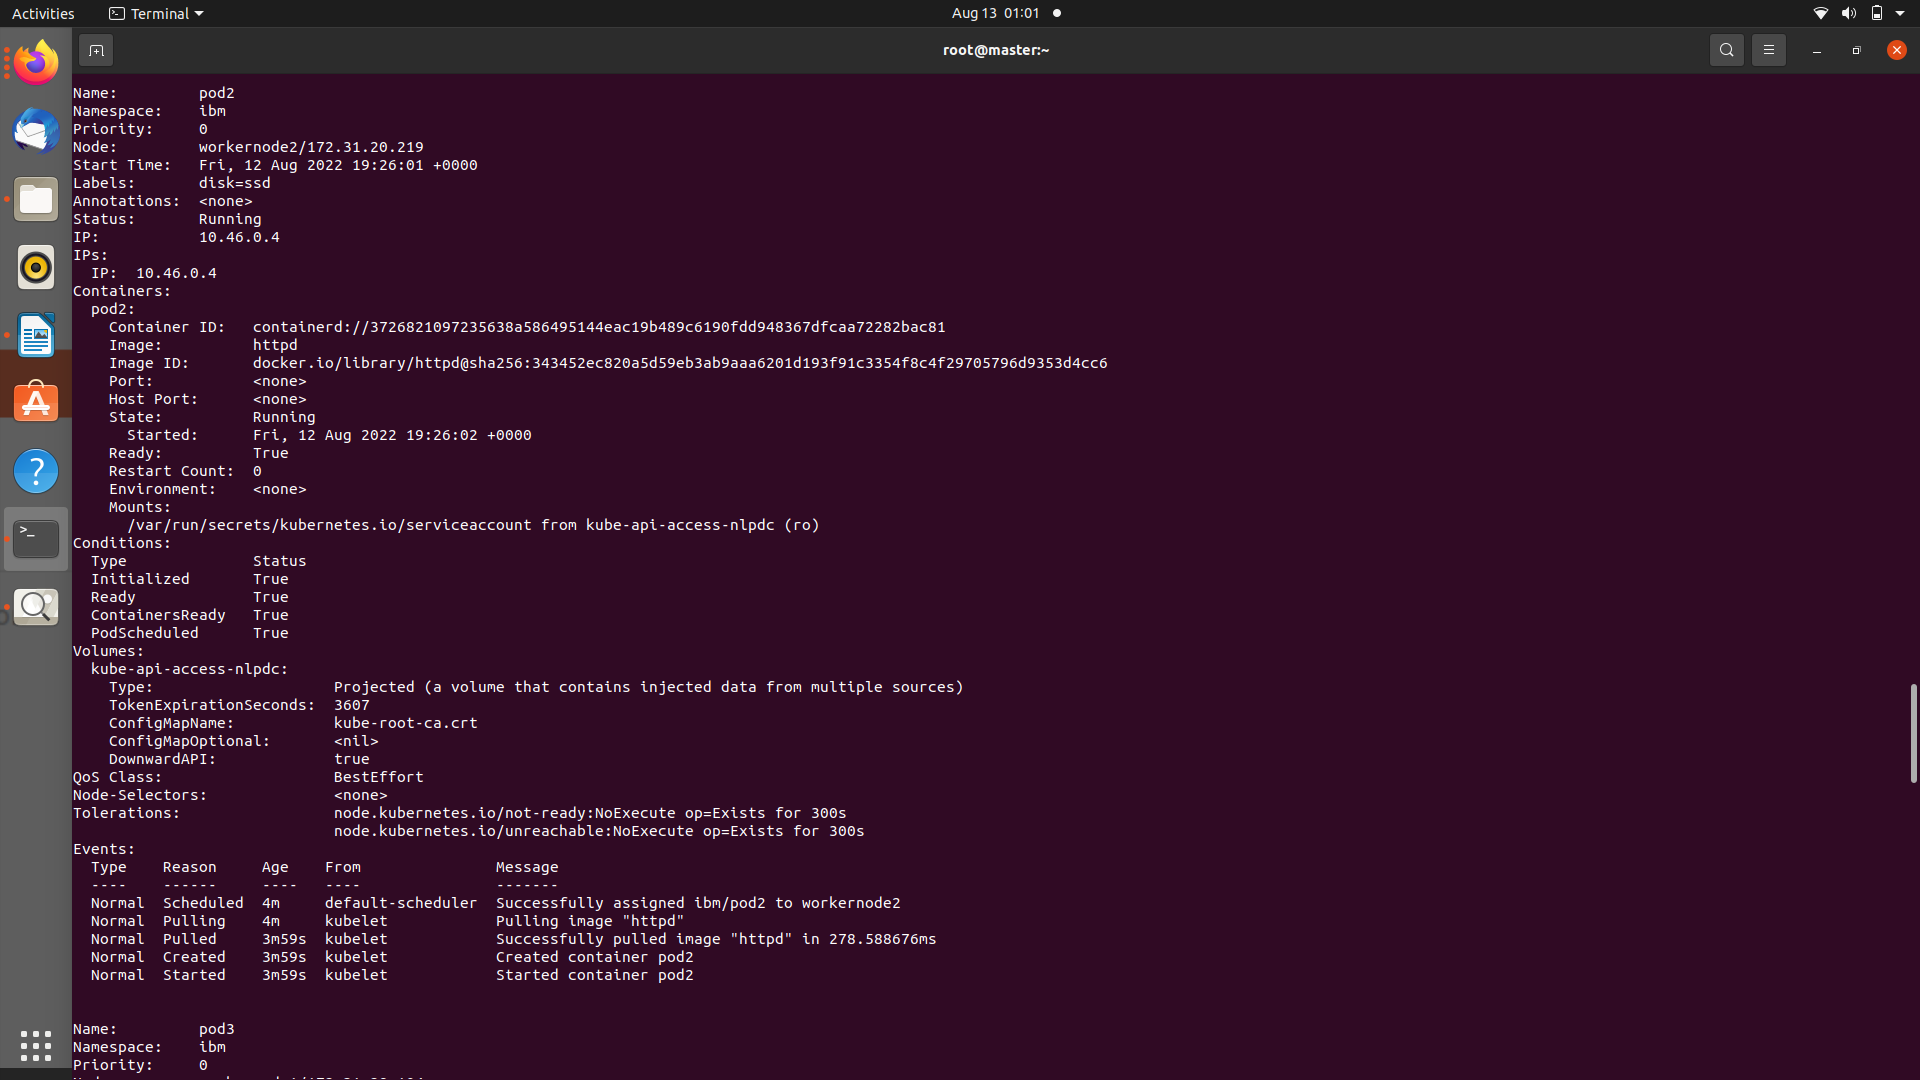 Activities
Terminal
Aug 13 01:01
root@master:~
Name:          pod2
Namespace:     ibm
Priority:      0
Node:          workernode2/172.31.20.219
Start Time:    Fri, 12 Aug 2022 19:26:01 +0000
Labels:        disk=ssd
Annotations:   <none>
Status:        Running
IP:            10.46.0.4
IPs:
  IP:  10.46.0.4
Containers:
  pod2:
    Container ID:   containerd://3726821097235638a586495144eac19b489c6190fdd948367dfcaa72282bac81
    Image:          httpd
    Image ID:       docker.io/library/httpd@sha256:343452ec820a5d59eb3ab9aaa6201d193f91c3354f8c4f29705796d9353d4cc6
    Port:           <none>
    Host Port:      <none>
    State:          Running
      Started:      Fri, 12 Aug 2022 19:26:02 +0000
    Ready:          True
    Restart Count:  0
    Environment:    <none>
    Mounts:
      /var/run/secrets/kubernetes.io/serviceaccount from kube-api-access-nlpdc (ro)
Conditions:
  Type              Status
  Initialized       True
  Ready             True
  ContainersReady   True
  PodScheduled      True
Volumes:
  kube-api-access-nlpdc:
    Type:                    Projected (a volume that contains injected data from multiple sources)
    TokenExpirationSeconds:  3607
    ConfigMapName:           kube-root-ca.crt
    ConfigMapOptional:       <nil>
    DownwardAPI:             true
QoS Class:                   BestEffort
Node-Selectors:              <none>
Tolerations:                 node.kubernetes.io/not-ready:NoExecute op=Exists for 300s
                             node.kubernetes.io/unreachable:NoExecute op=Exists for 300s
Events:
  Type    Reason     Age    From               Message
  ----    ------     ----   ----               -------
  Normal  Scheduled  4m     default-scheduler  Successfully assigned ibm/pod2 to workernode2
  Normal  Pulling    4m     kubelet            Pulling image "httpd"
  Normal  Pulled     3m59s  kubelet            Successfully pulled image "httpd" in 278.588676ms
  Normal  Created    3m59s  kubelet            Created container pod2
  Normal  Started    3m59s  kubelet            Started container pod2
Name:          pod3
Namespace:     ibm
Priority:      0